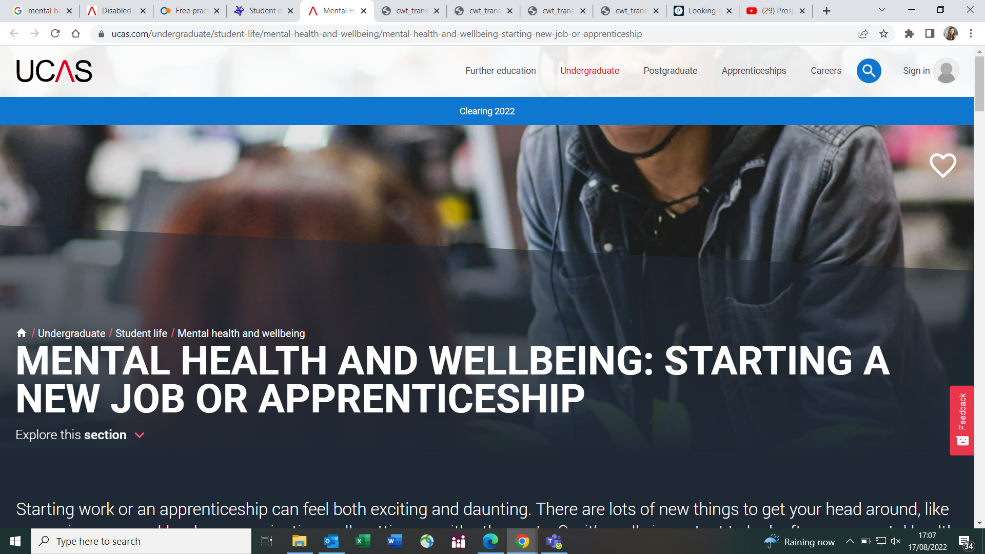 mental he
Disabled
Free prac
Student m
Mental H
cwt_trans
cwt_trans
cwt_trans
cwt_trans
Looking
(29) Prosp
ucas.com/undergraduate/student-life/mental-health-and-wellbeing/mental-health-and-wellbeing-starting-new-job-or-apprenticeship
UCAS
Further education
Undergraduate
Postgraduate
Apprenticeships
Careers
Sign in
Clearing 2022
/ Undergraduate / Student life / Mental health and wellbeing
MENTAL HEALTH AND WELLBEING: STARTING A
NEW JOB OR APPRENTICESHIP
Explore this section
Feedback
Starting work or an apprenticeship can feel both exciting and daunting. There are lots of new things to get your head around, like
Type here to search
Raining now
17:07
17/08/2022
34